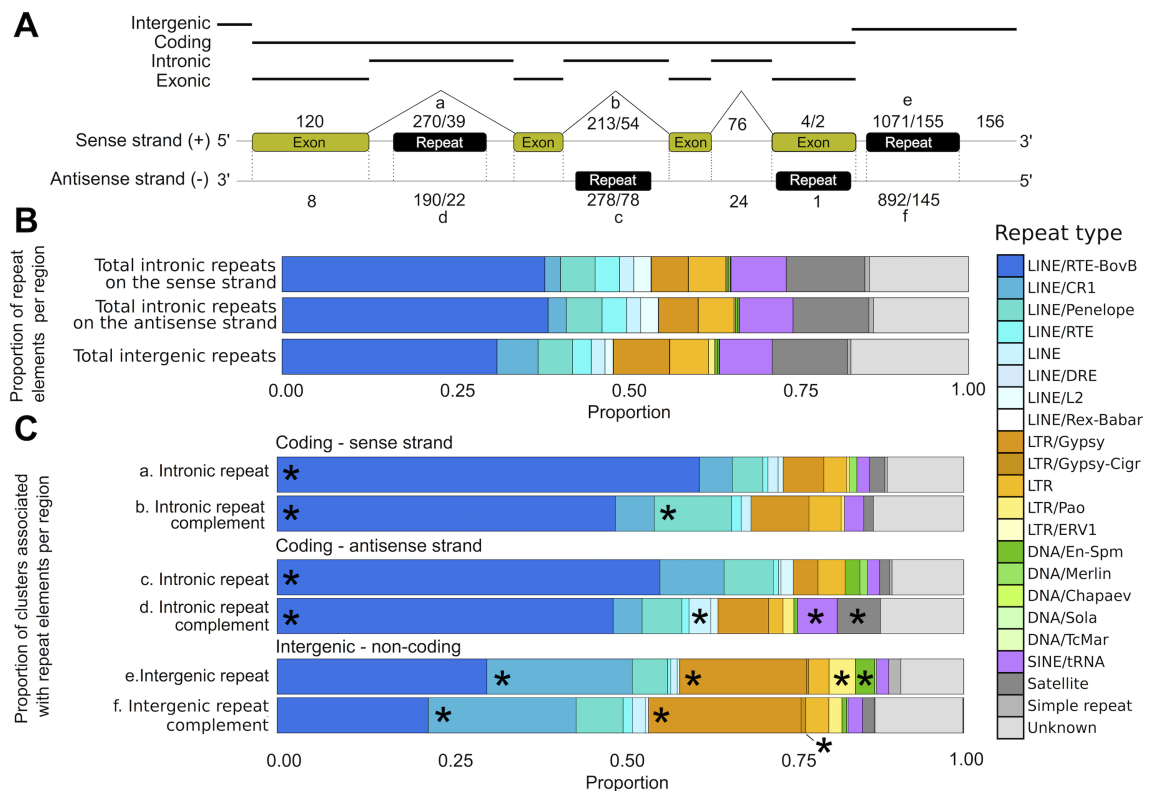 A
Intergenic
Coding
Intronic
Exonic
a
b
e
120
270/39
213/54
76
4/2
1071/155
156
Sense strand (+)
5'
Exon
Repeat
Exon
Exon
Exon
Repeat
3'
Antisense strand (-)
3'
Repeat
Repeat
5'
8
190/22
278/78
24
1
892/145
d
c
f
B
Proportion of repeat
elements per region
Total intronic repeats
on the sense strand
Total intronic repeats
on the antisense strand
Total intergenic repeats
0.00
0.25
0.50
0.75
1.00
Proportion
C
Proportion of clusters associated
with repeat elements per region
Coding - sense strand
a. Intronic repeat
*
b. Intronic repeat
complement
* *
Coding - antisense strand
c. Intronic repeat
*
d. Intronic repeat
complement
* * * *
Intergenic - non-coding
e.Intergenic repeat
* * * *
f. Intergenic repeat
complement
* * *
0.00
0.25
0.50
0.75
1.00
Proportion
Repeat type
LINE/RTE-BovB
LINE/CR1
LINE/Penelope
LINE/RTE
LINE
LINE/DRE
LINE/L2
LINE/Rex-Babar
LTR/Gypsy
LTR/Gypsy-Cigr
LTR
LTR/Pao
LTR/ERV1
DNA/En-Spm
DNA/Merlin
DNA/Chapaev
DNA/Sola
DNA/TcMar
SINE/tRNA
Satellite
Simple repeat
Unknown